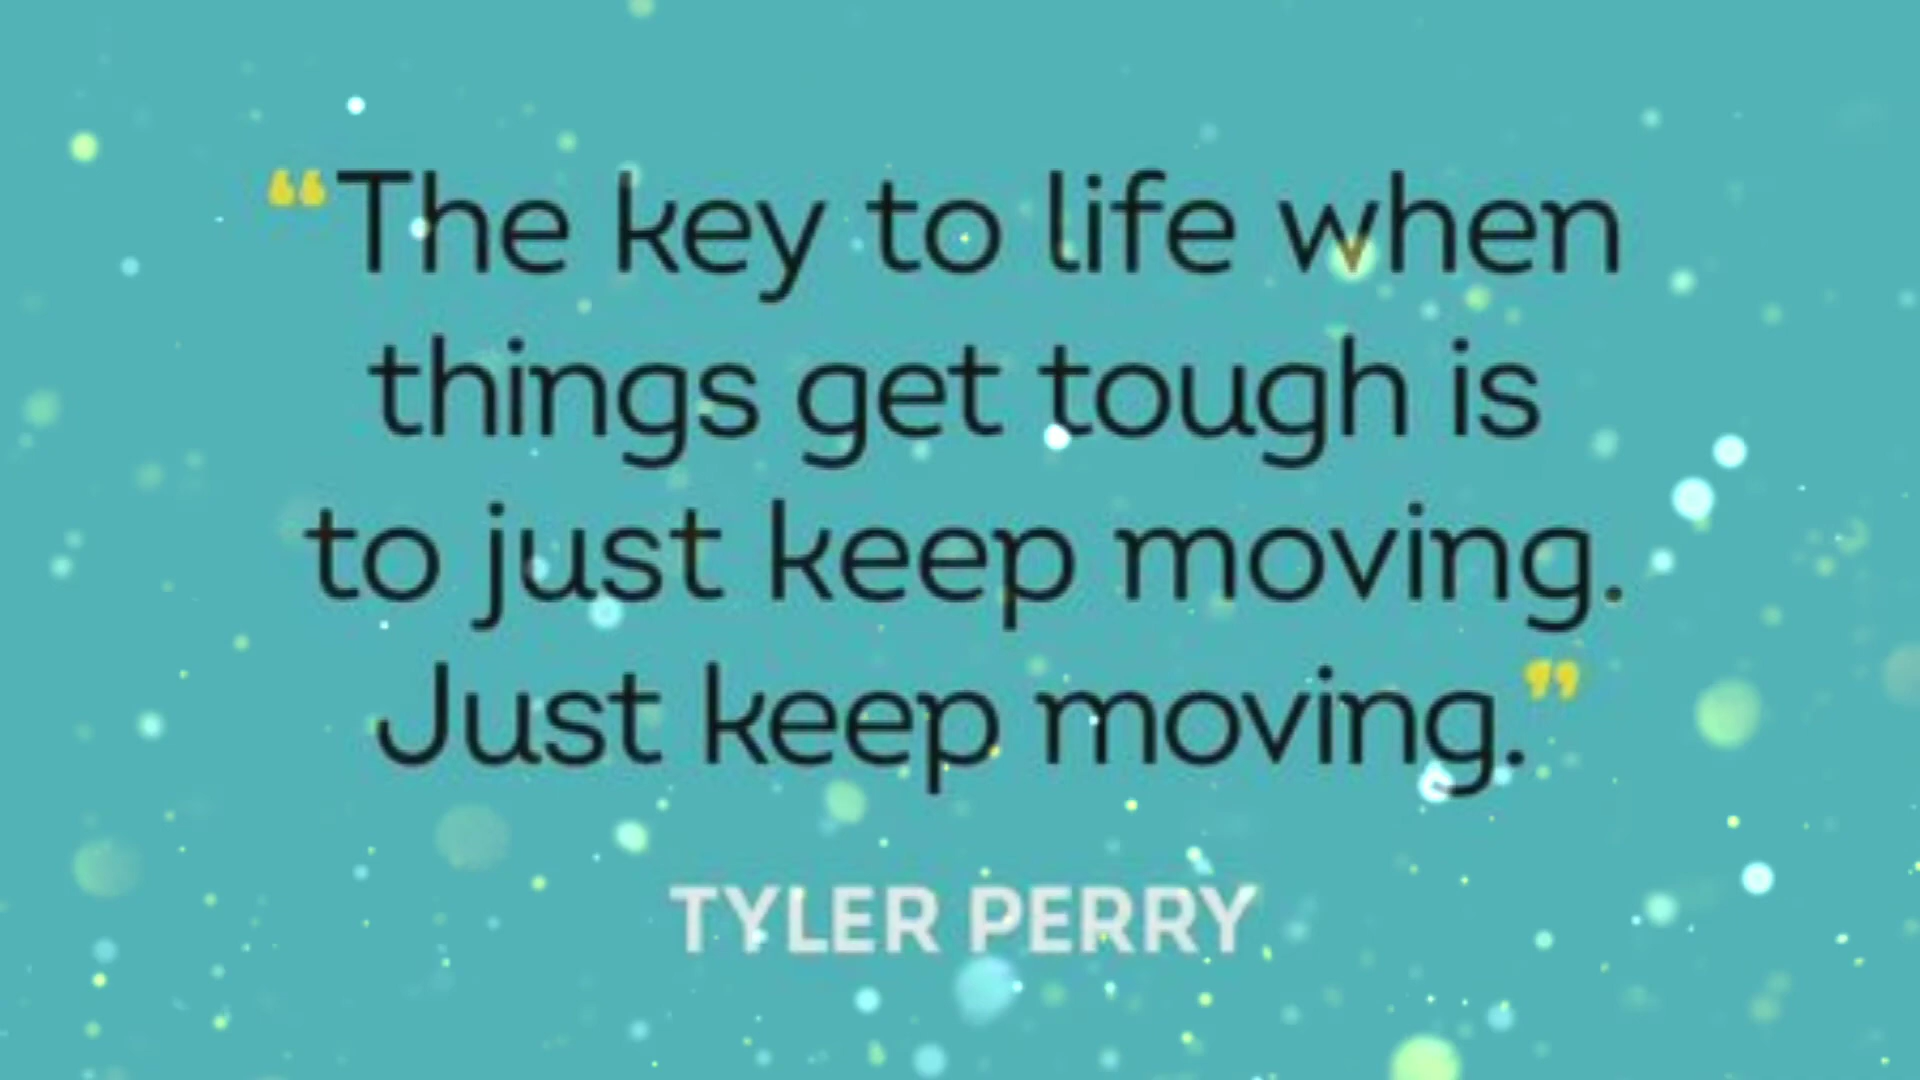 “The key to life when
things get tough is
to just keep moving.
Just keep moving.”
TYLER PERRY